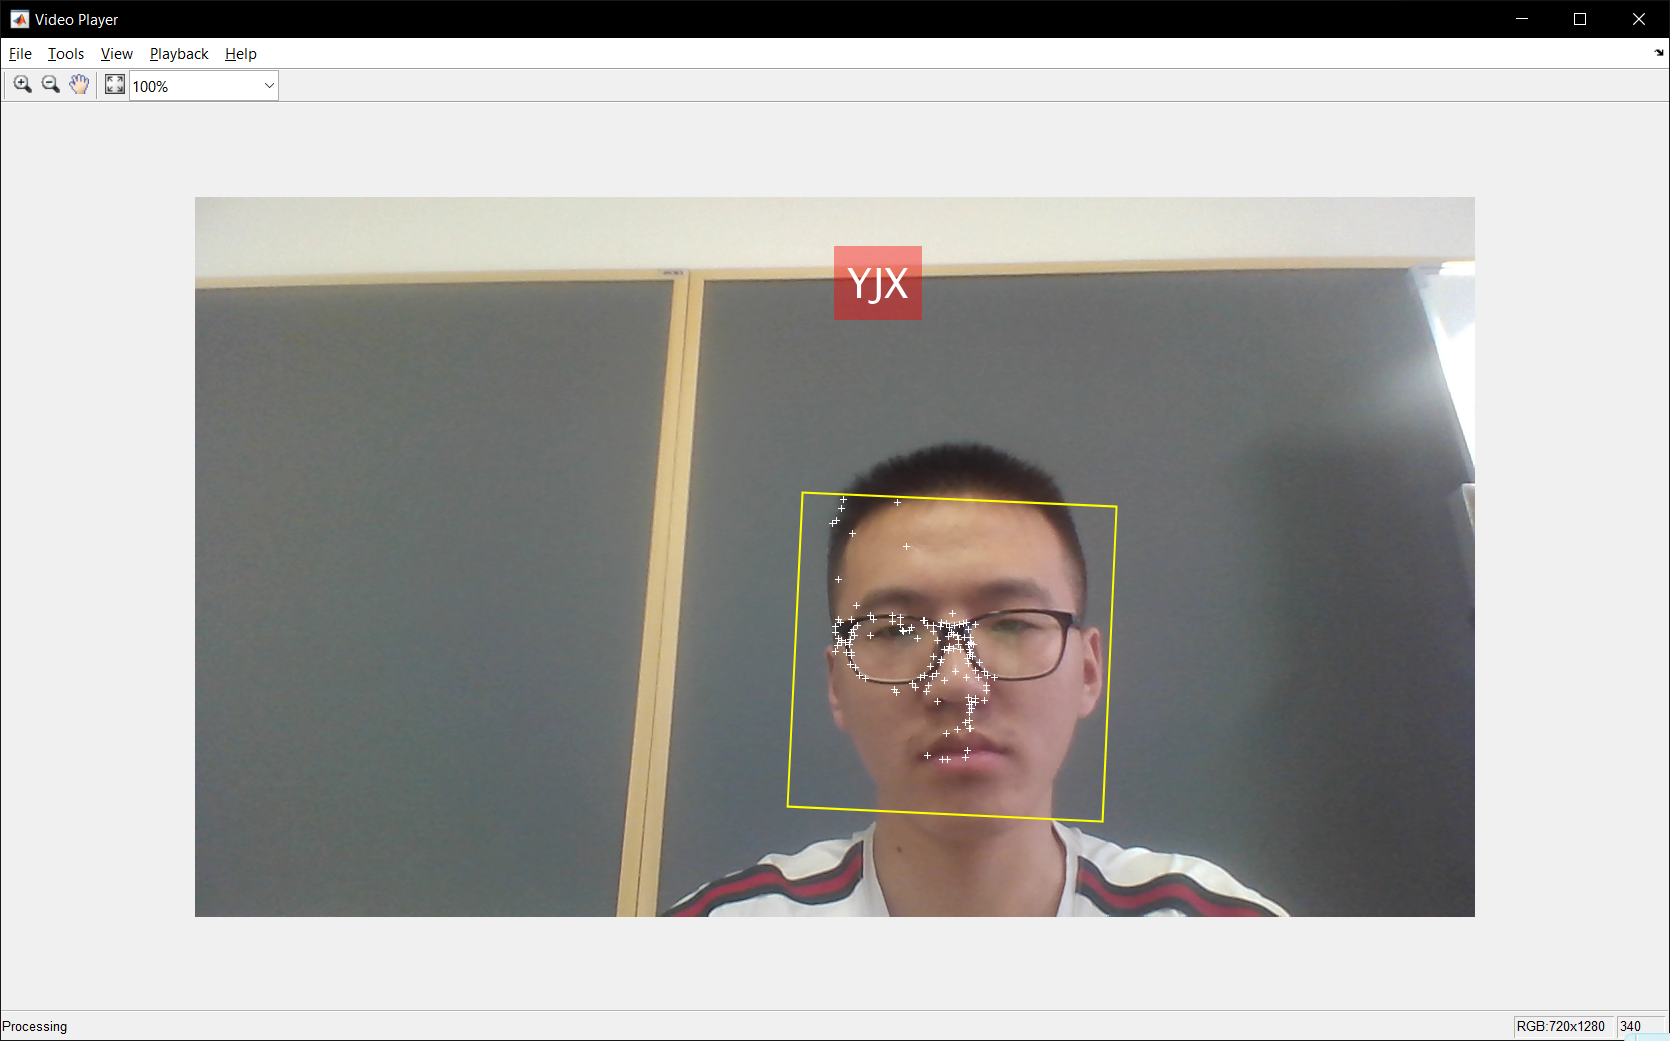 Video Player
File Tools View Playback Help
100%
YJX
Processing
RGB:720x1280 340